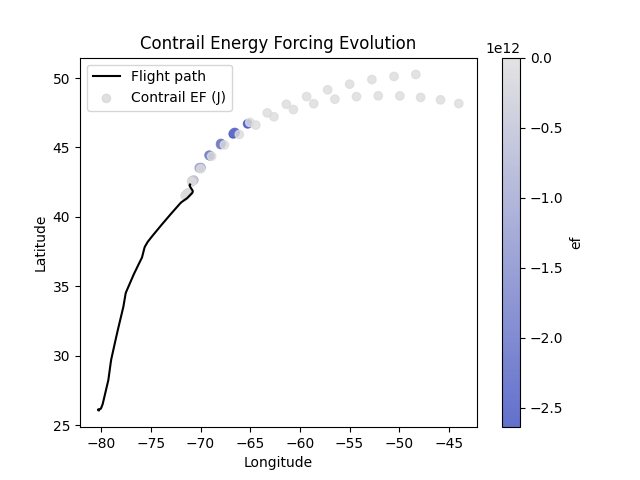 Contrail Energy Forcing Evolution
1e12
Flight path
Contrail EF (J)
50
45
40
35
30
25
Latitude
−80
−75
−70
−65
−60
−55
−50
−45
Longitude
0.0
−0.5
−1.0
−1.5
−2.0
−2.5
ef